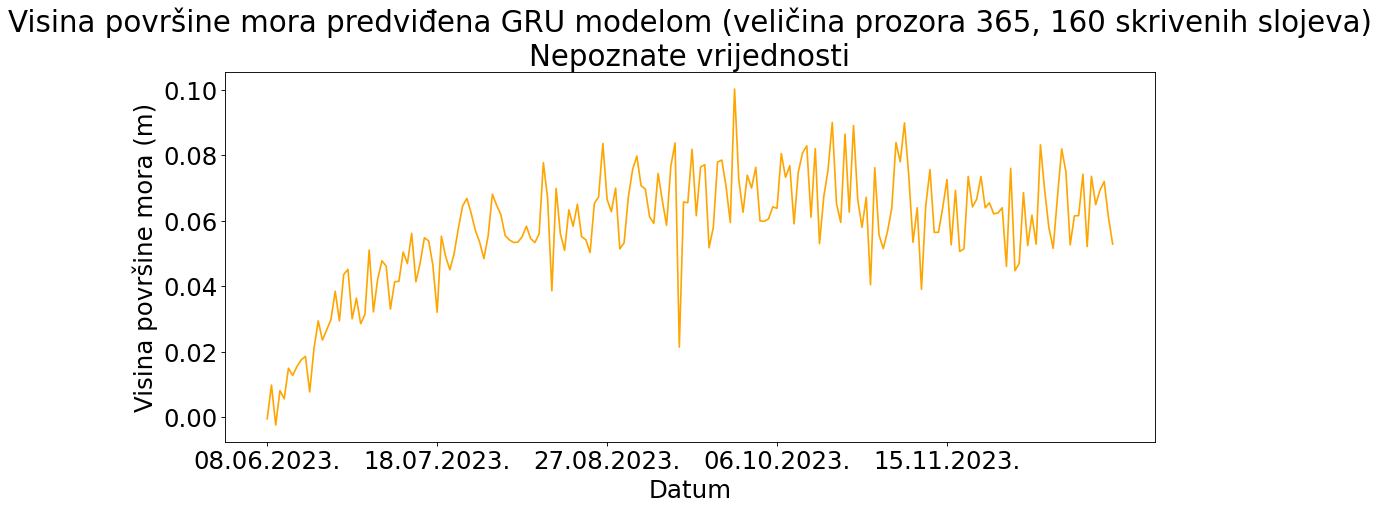 Visina površine mora predviđena GRU modelom (veličina prozora 365, 160 skrivenih slojeva)
Nepoznate vrijednosti
Visina površine mora (m)
0.10
0.08
0.06
0.04
0.02
0.00
08.06.2023. 18.07.2023. 27.08.2023. 06.10.2023. 15.11.2023.
Datum